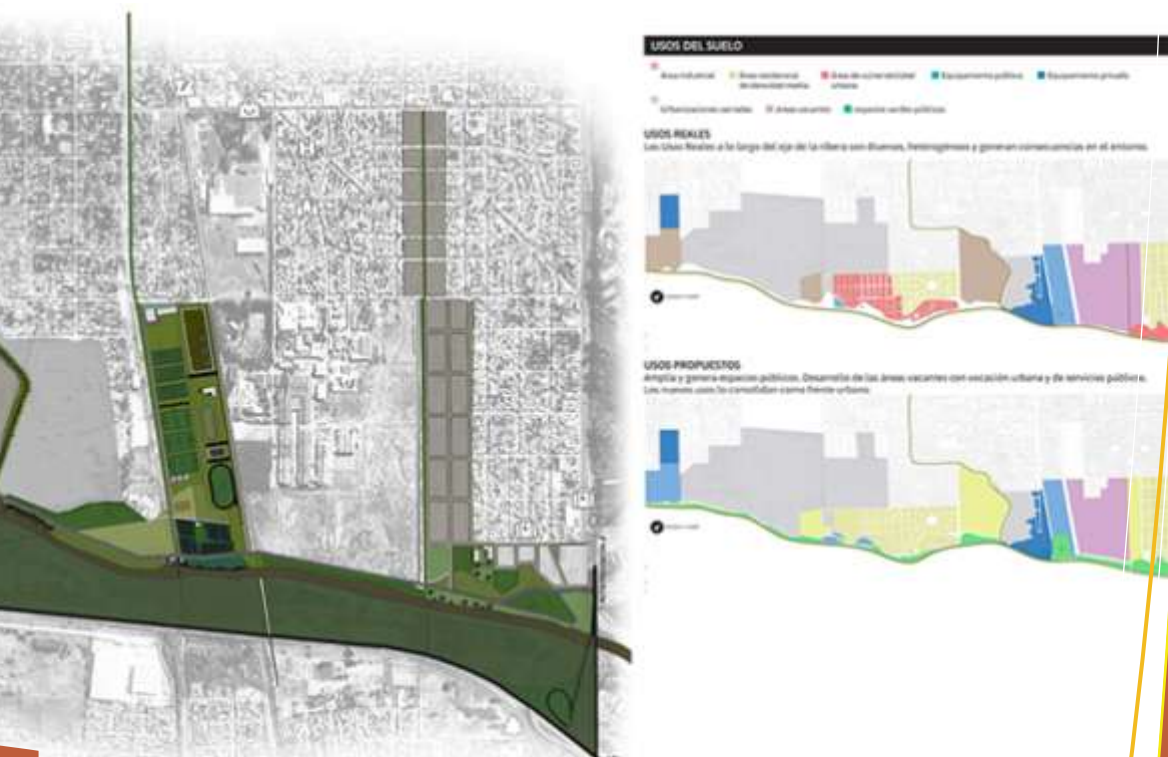 USOS DEL SUELO
Área industrial
Área residencial
de densidad media
Área de vulnerabilidad
urbana
Equipamiento público
Equipamiento privado
Urbanizaciones cerradas
Áreas vacantes
espacios verdes públicos
USOS REALES
Los Usos Reales a lo largo del eje de la ribera son diversos, heterogéneos y generan consecuencias en el entorno.
USOS PROPUESTOS
Amplía y genera espacios públicos. Desarrollo de las áreas vacantes con vocación urbana y de servicios públicos.
Los nuevos usos lo consolidan como frente urbano.